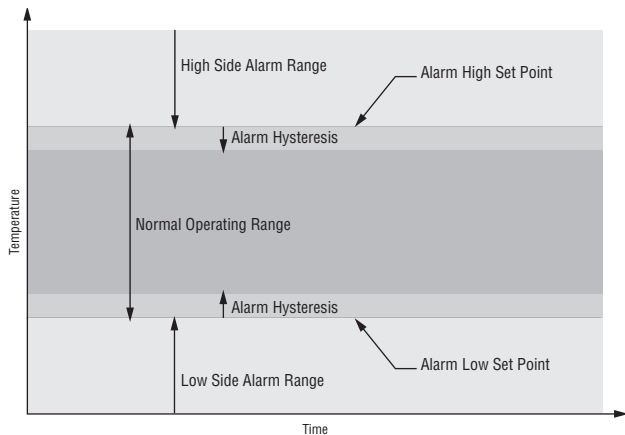 High Side Alarm Range
Alarm High Set Point
Alarm Hysteresis
Normal Operating Range
Temperature
Alarm Hysteresis
Alarm Low Set Point
Low Side Alarm Range
Time